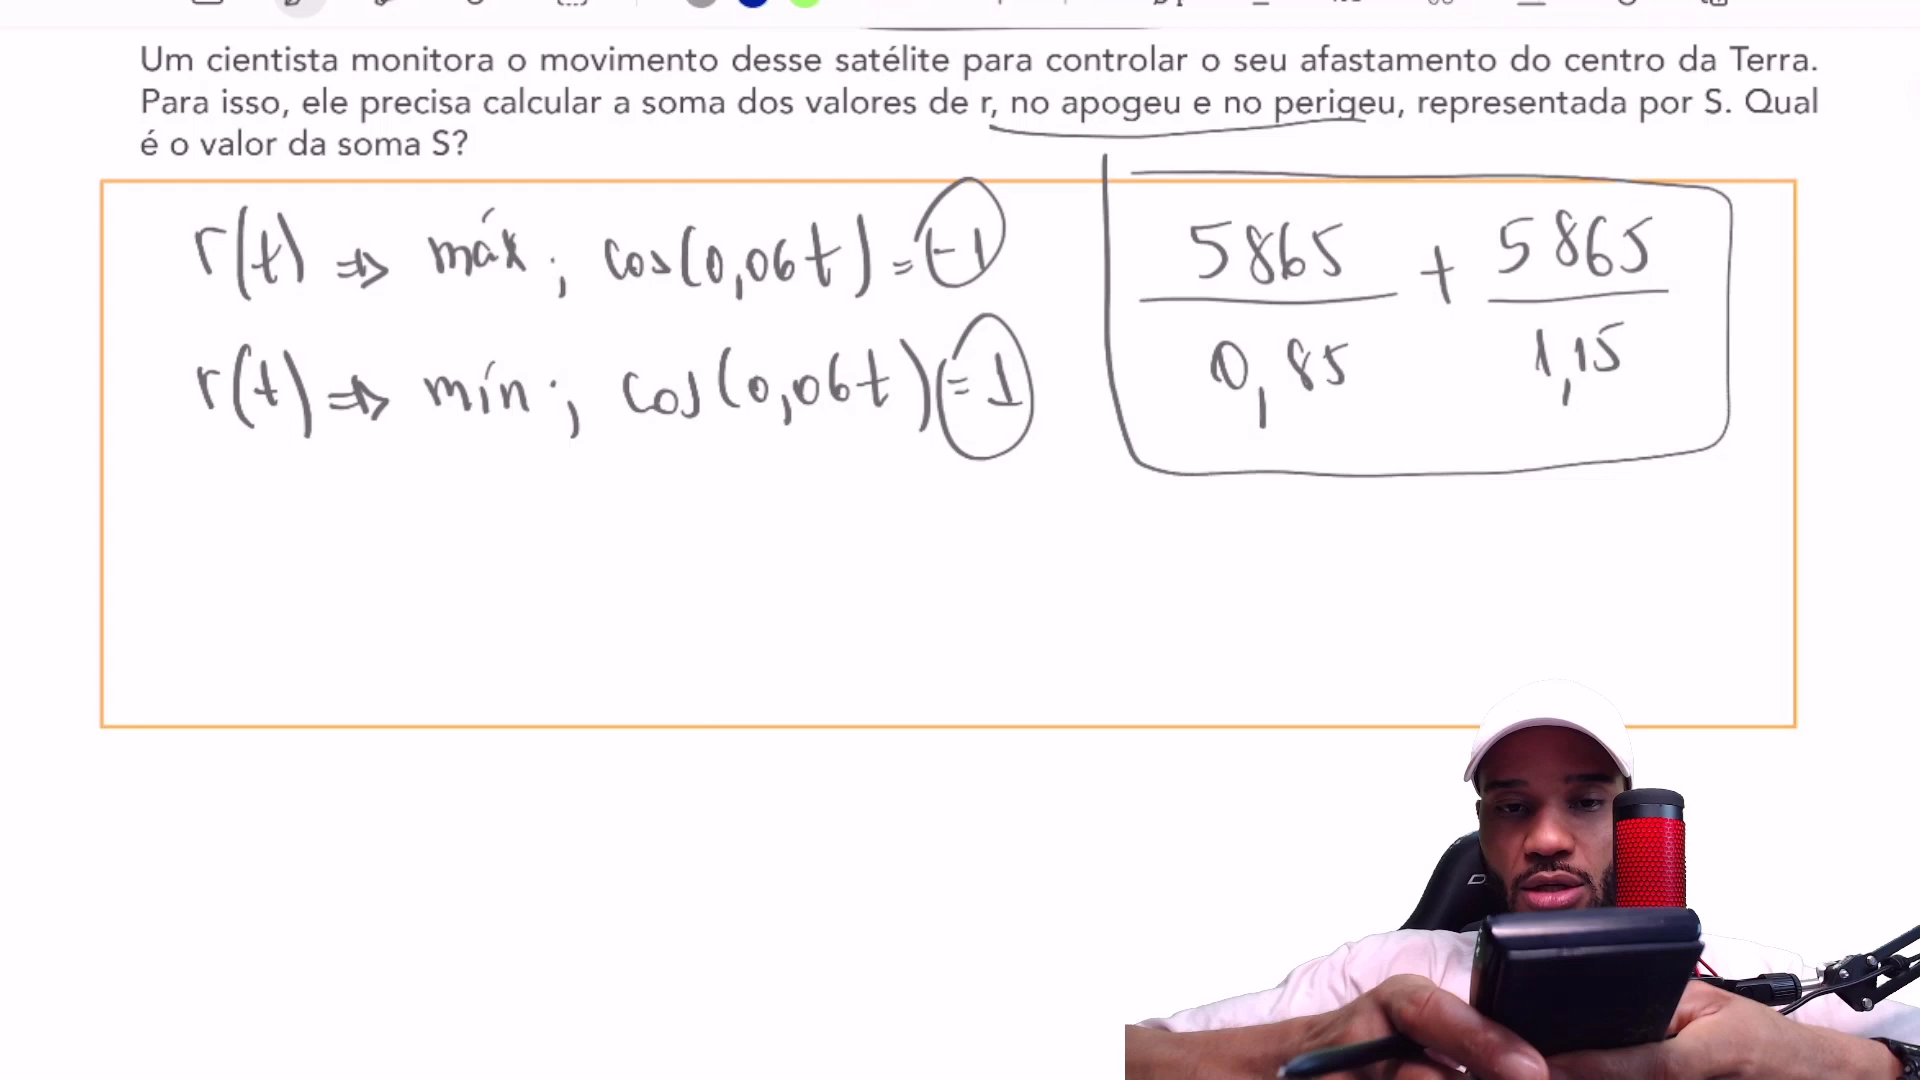 Um cientista monitora o movimento desse satélite para controlar o seu afastamento do centro da Terra.
Para isso, ele precisa calcular a soma dos valores de r, no apogeu e no perigeu, representada por S. Qual
é o valor da soma S?
r(t) ⇒ máx; cos(0,06t) = -1
r(t) ⇒ mín; cos(0,06t) = 1
5865 + 5865
0,85 1,15